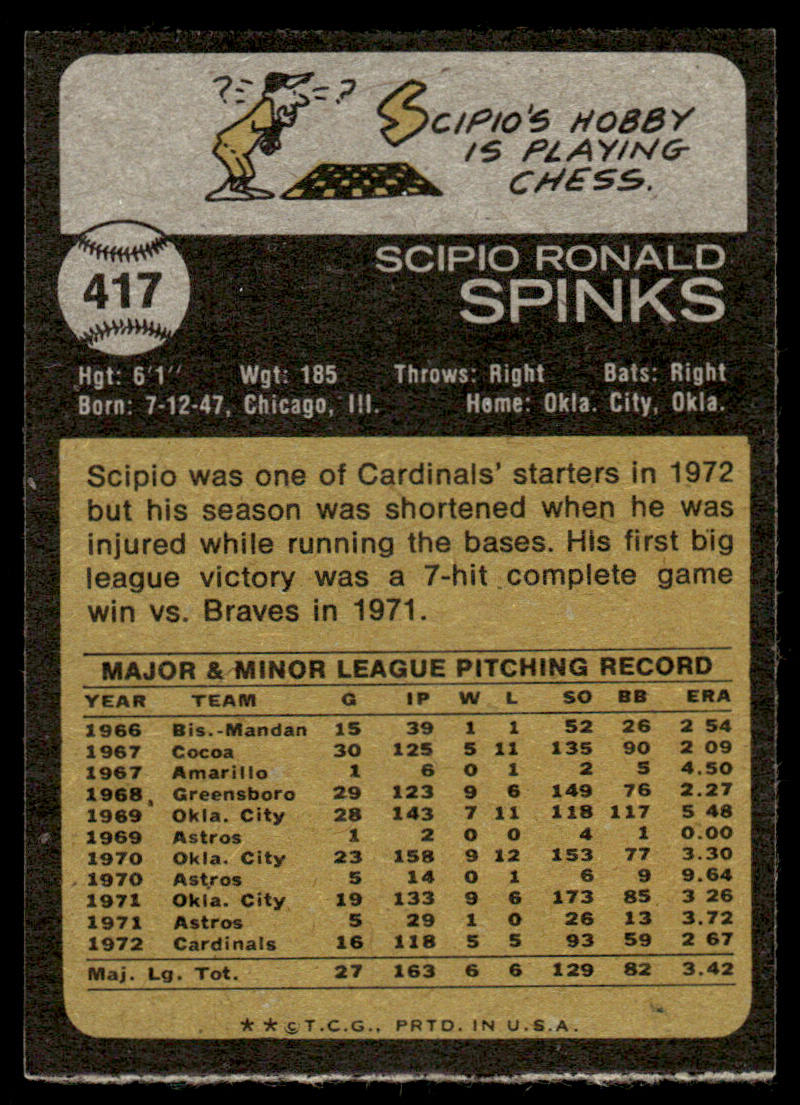 ? ?
SCIPIO'S HOBBY
IS PLAYING
CHESS.
417
SCIPIO RONALD
SPINKS
Hgt: 6'1" Wgt: 185 Throws: Right Bats: Right
Born: 7-12-47, Chicago, Ill. Home: Okla. City, Okla.
Scipio was one of Cardinals' starters in 1972
but his season was shortened when he was
injured while running the bases. His first big
league victory was a 7-hit complete game
win vs. Braves in 1971.
MAJOR & MINOR LEAGUE PITCHING RECORD
YEAR TEAM G IP W L SO BB ERA
1966 Bis.-Mandan 15 39 1 1 52 26 2 54
1967 Cocoa 30 125 5 11 135 90 2 09
1967 Amarillo 1 6 0 1 2 5 4.50
1968 Greensboro 29 123 9 6 149 76 2.27
1969 Okla. City 28 143 7 11 118 117 5 48
1969 Astros 1 2 0 0 4 1 0.00
1970 Okla. City 23 158 9 12 153 77 3.30
1970 Astros 5 14 0 1 6 9 9.64
1971 Okla. City 19 133 9 6 173 85 3 26
1971 Astros 5 29 1 0 26 13 3.72
1972 Cardinals 16 118 5 5 93 59 2 67
Maj. Lg. Tot. 27 163 6 6 129 82 3.42
* * © T.C.G., PRTD. IN U.S.A.